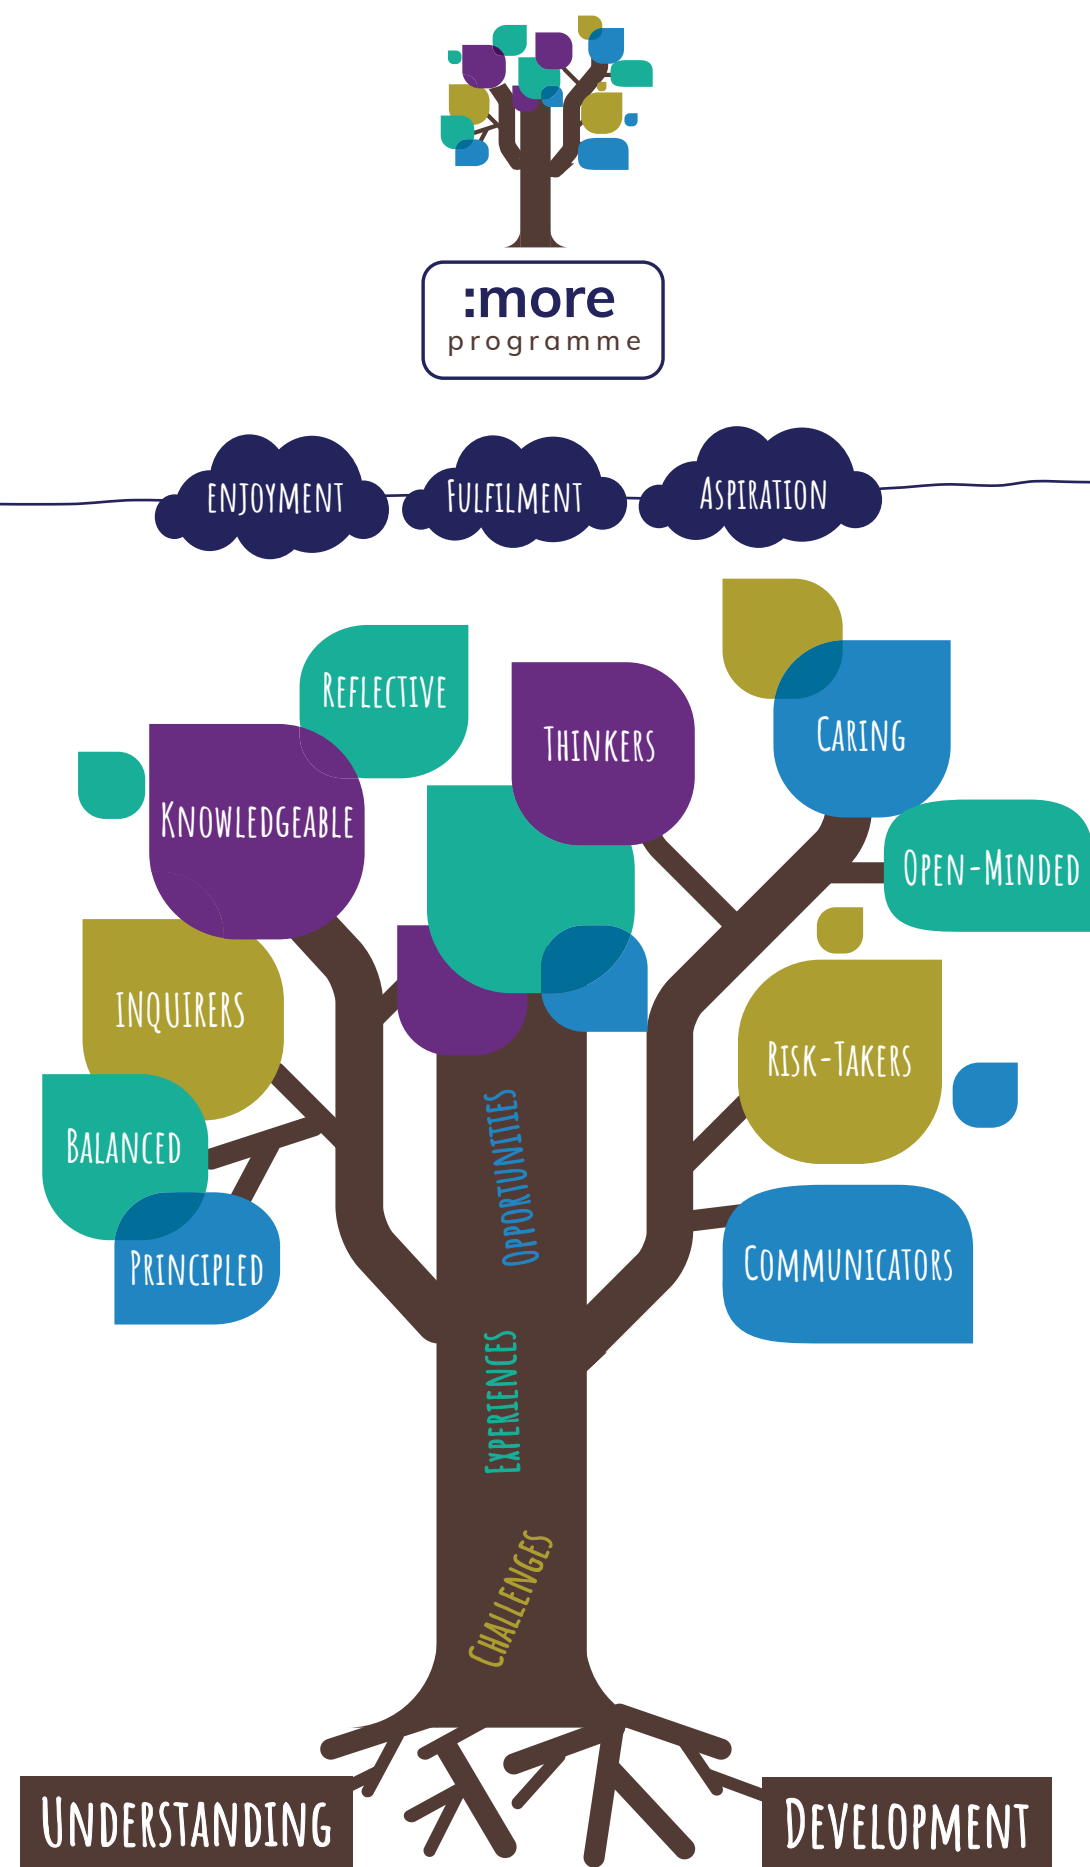 :more
programme
ENJOYMENT
FULFILMENT
ASPIRATION
REFLECTIVE
THINKERS
CARING
KNOWLEDGEABLE
OPEN-MINDED
INQUIRERS
RISK-TAKERS
BALANCED
PRINCIPLED
COMMUNICATORS
OPPORTUNITIES
EXPERIENCES
CHALLENGES
UNDERSTANDING
DEVELOPMENT